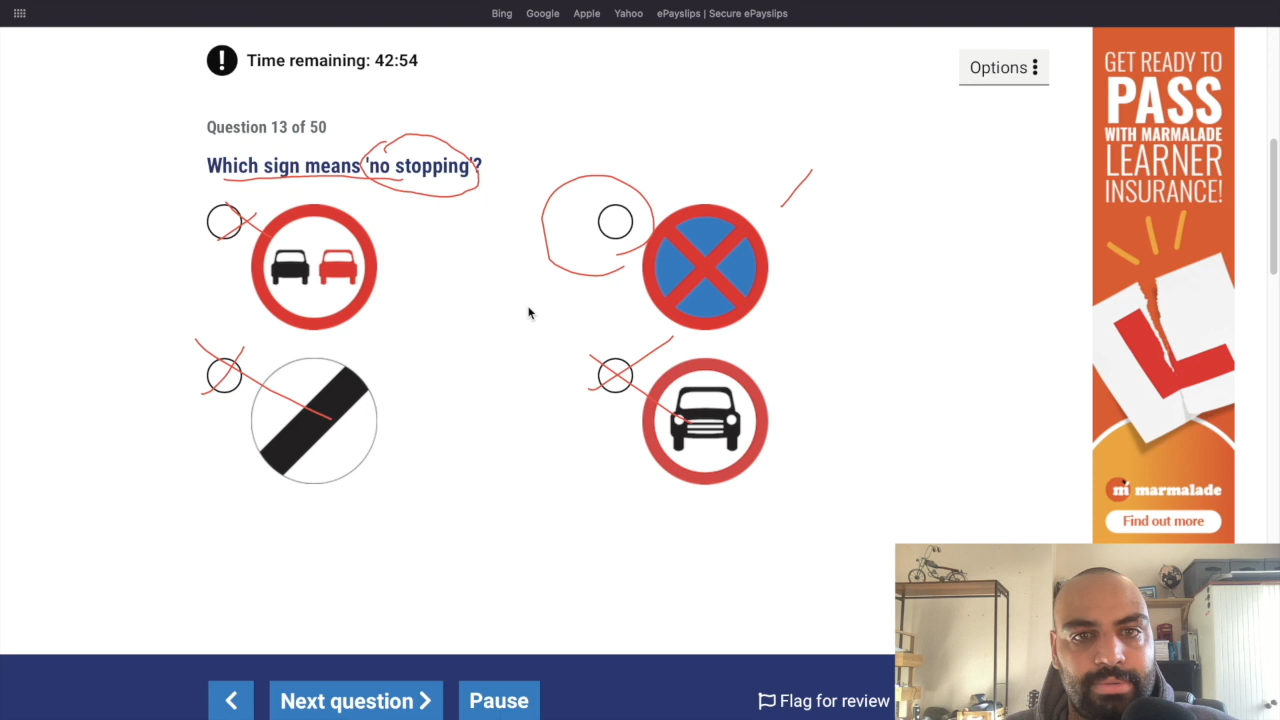 Bing Google Apple Yahoo ePayslips | Secure ePayslips
Time remaining: 42:54
Options
Question 13 of 50
Which sign means 'no stopping'?
Next question
Pause
Flag for review
GET READY TO
PASS
WITH MARMALADE
LEARNER
INSURANCE!
m marmalade
Find out more